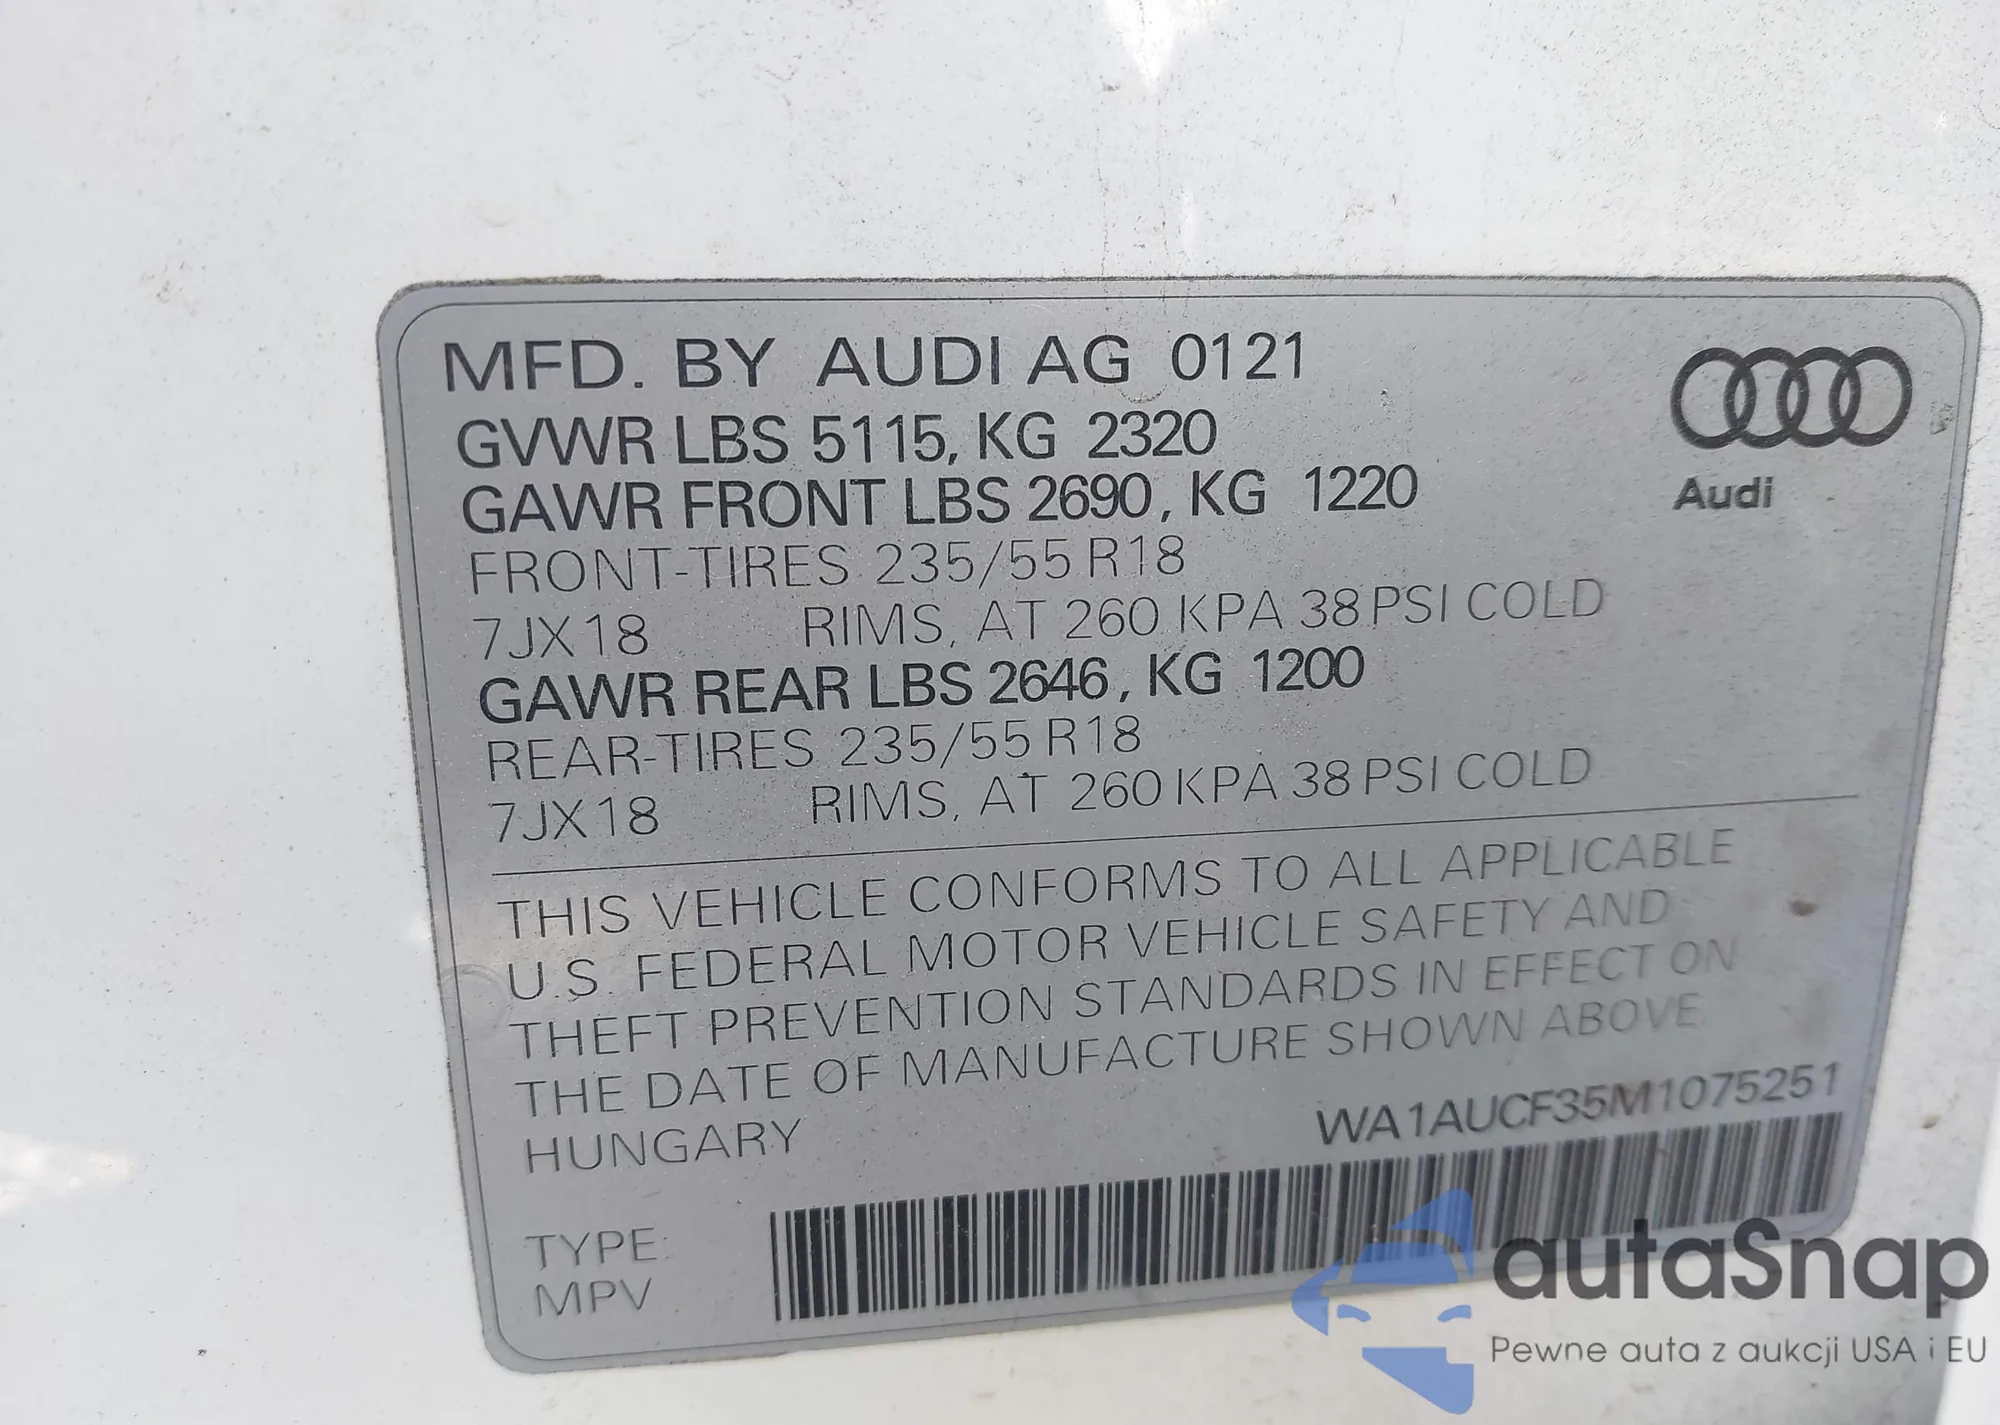 MFD. BY AUDI AG 0121
GVWR LBS 5115, KG 2320
GAWR FRONT LBS 2690, KG 1220
FRONT-TIRES 235/55 R18
7JX18 RIMS, AT 260 KPA 38 PSI COLD
GAWR REAR LBS 2646, KG 1200
REAR-TIRES 235/55 R18
7JX18 RIMS, AT 260 KPA 38 PSI COLD
Audi
THIS VEHICLE CONFORMS TO ALL APPLICABLE
U.S. FEDERAL MOTOR VEHICLE SAFETY AND
THEFT PREVENTION STANDARDS IN EFFECT ON
THE DATE OF MANUFACTURE SHOWN ABOVE.
HUNGARY
WA1AUCF35M1075251
TYPE:
MPV
autaSnap
Pewne auta z aukcji USA i EU